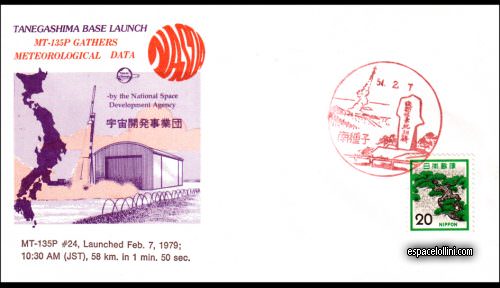 TANEGASHIMA BASE LAUNCH
MT-135P GATHERS
METEOROLOGICAL DATA
NASDA
-by the National Space
Development Agency
宇宙開発事業団
MT-135P #24, Launched Feb. 7, 1979;
10:30 AM (JST), 58 km. in 1 min. 50 sec.
54. 2. 7
南種子
日本郵便
20
NIPPON
espacelollini.com